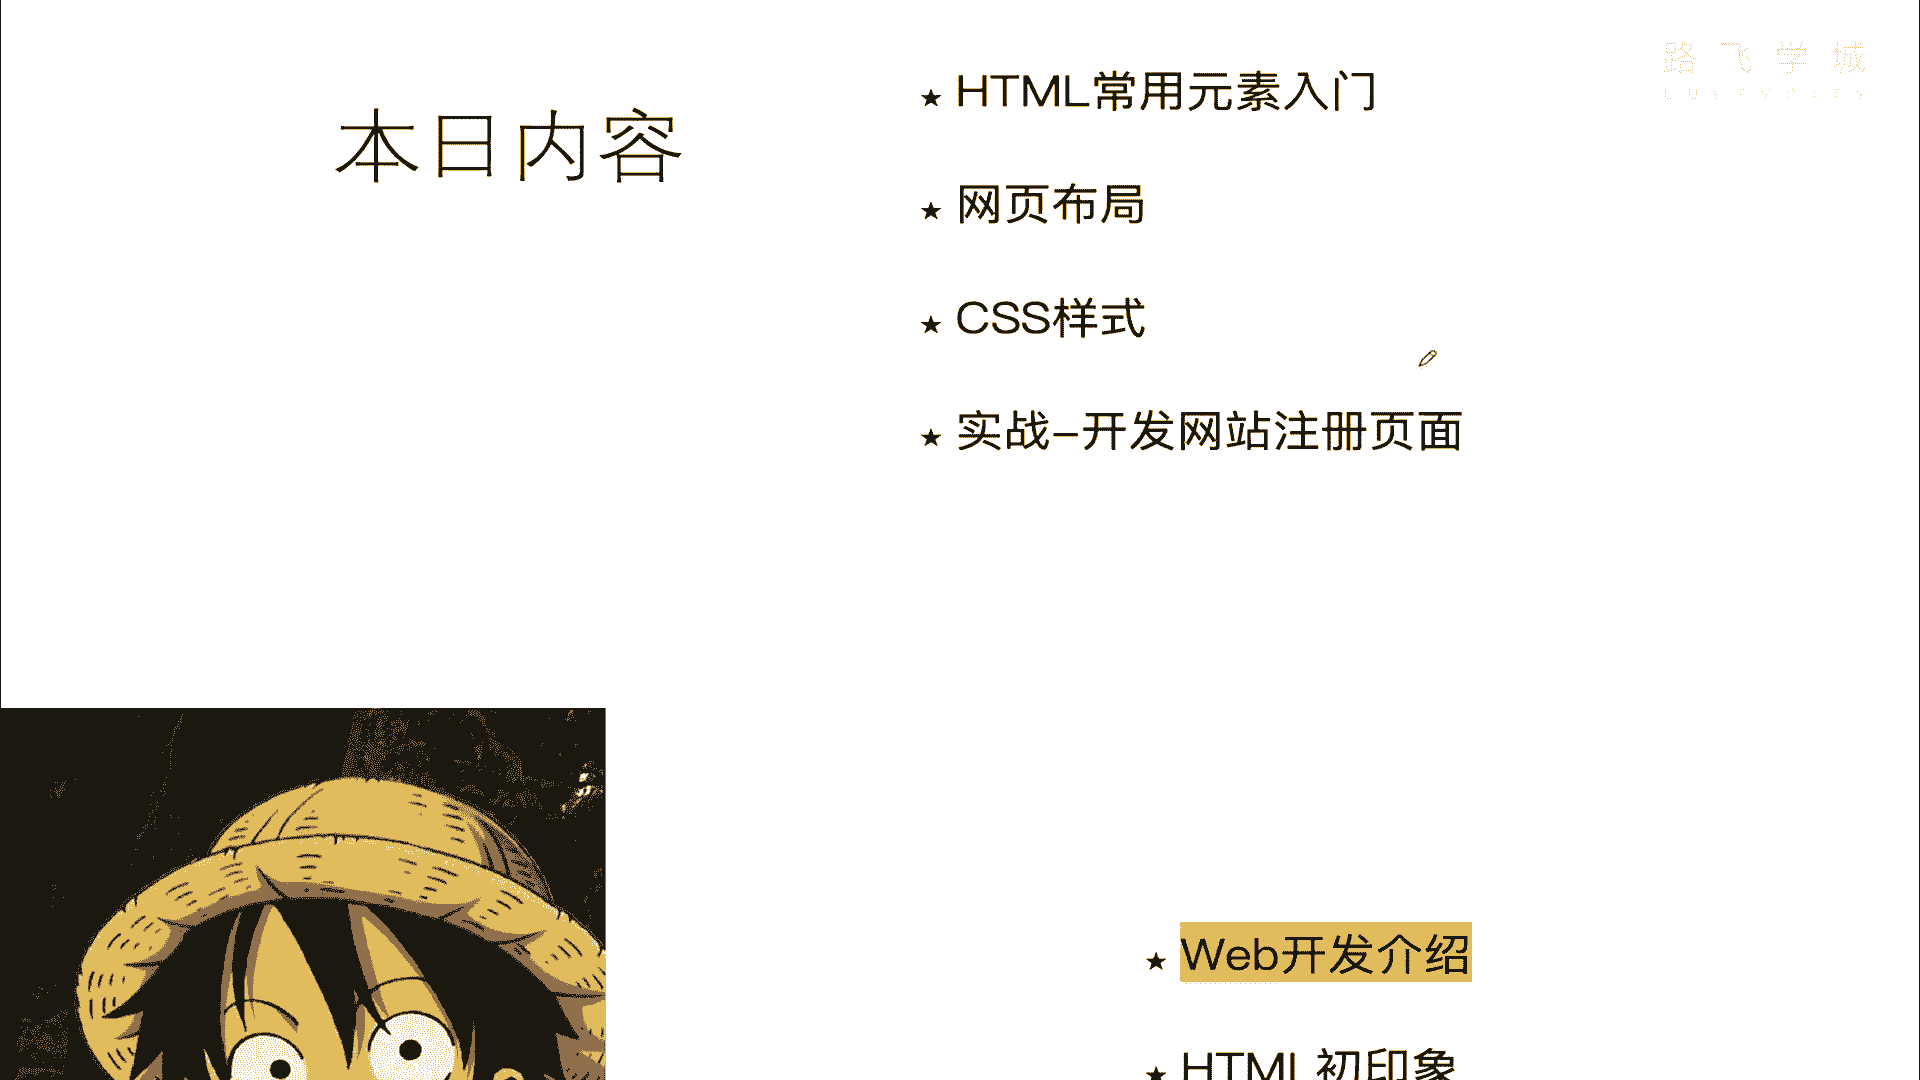 路飞学城
本日内容
HTML常用元素入门
网页布局
CSS样式
实战-开发网站注册页面
Web开发介绍
HTML初印象